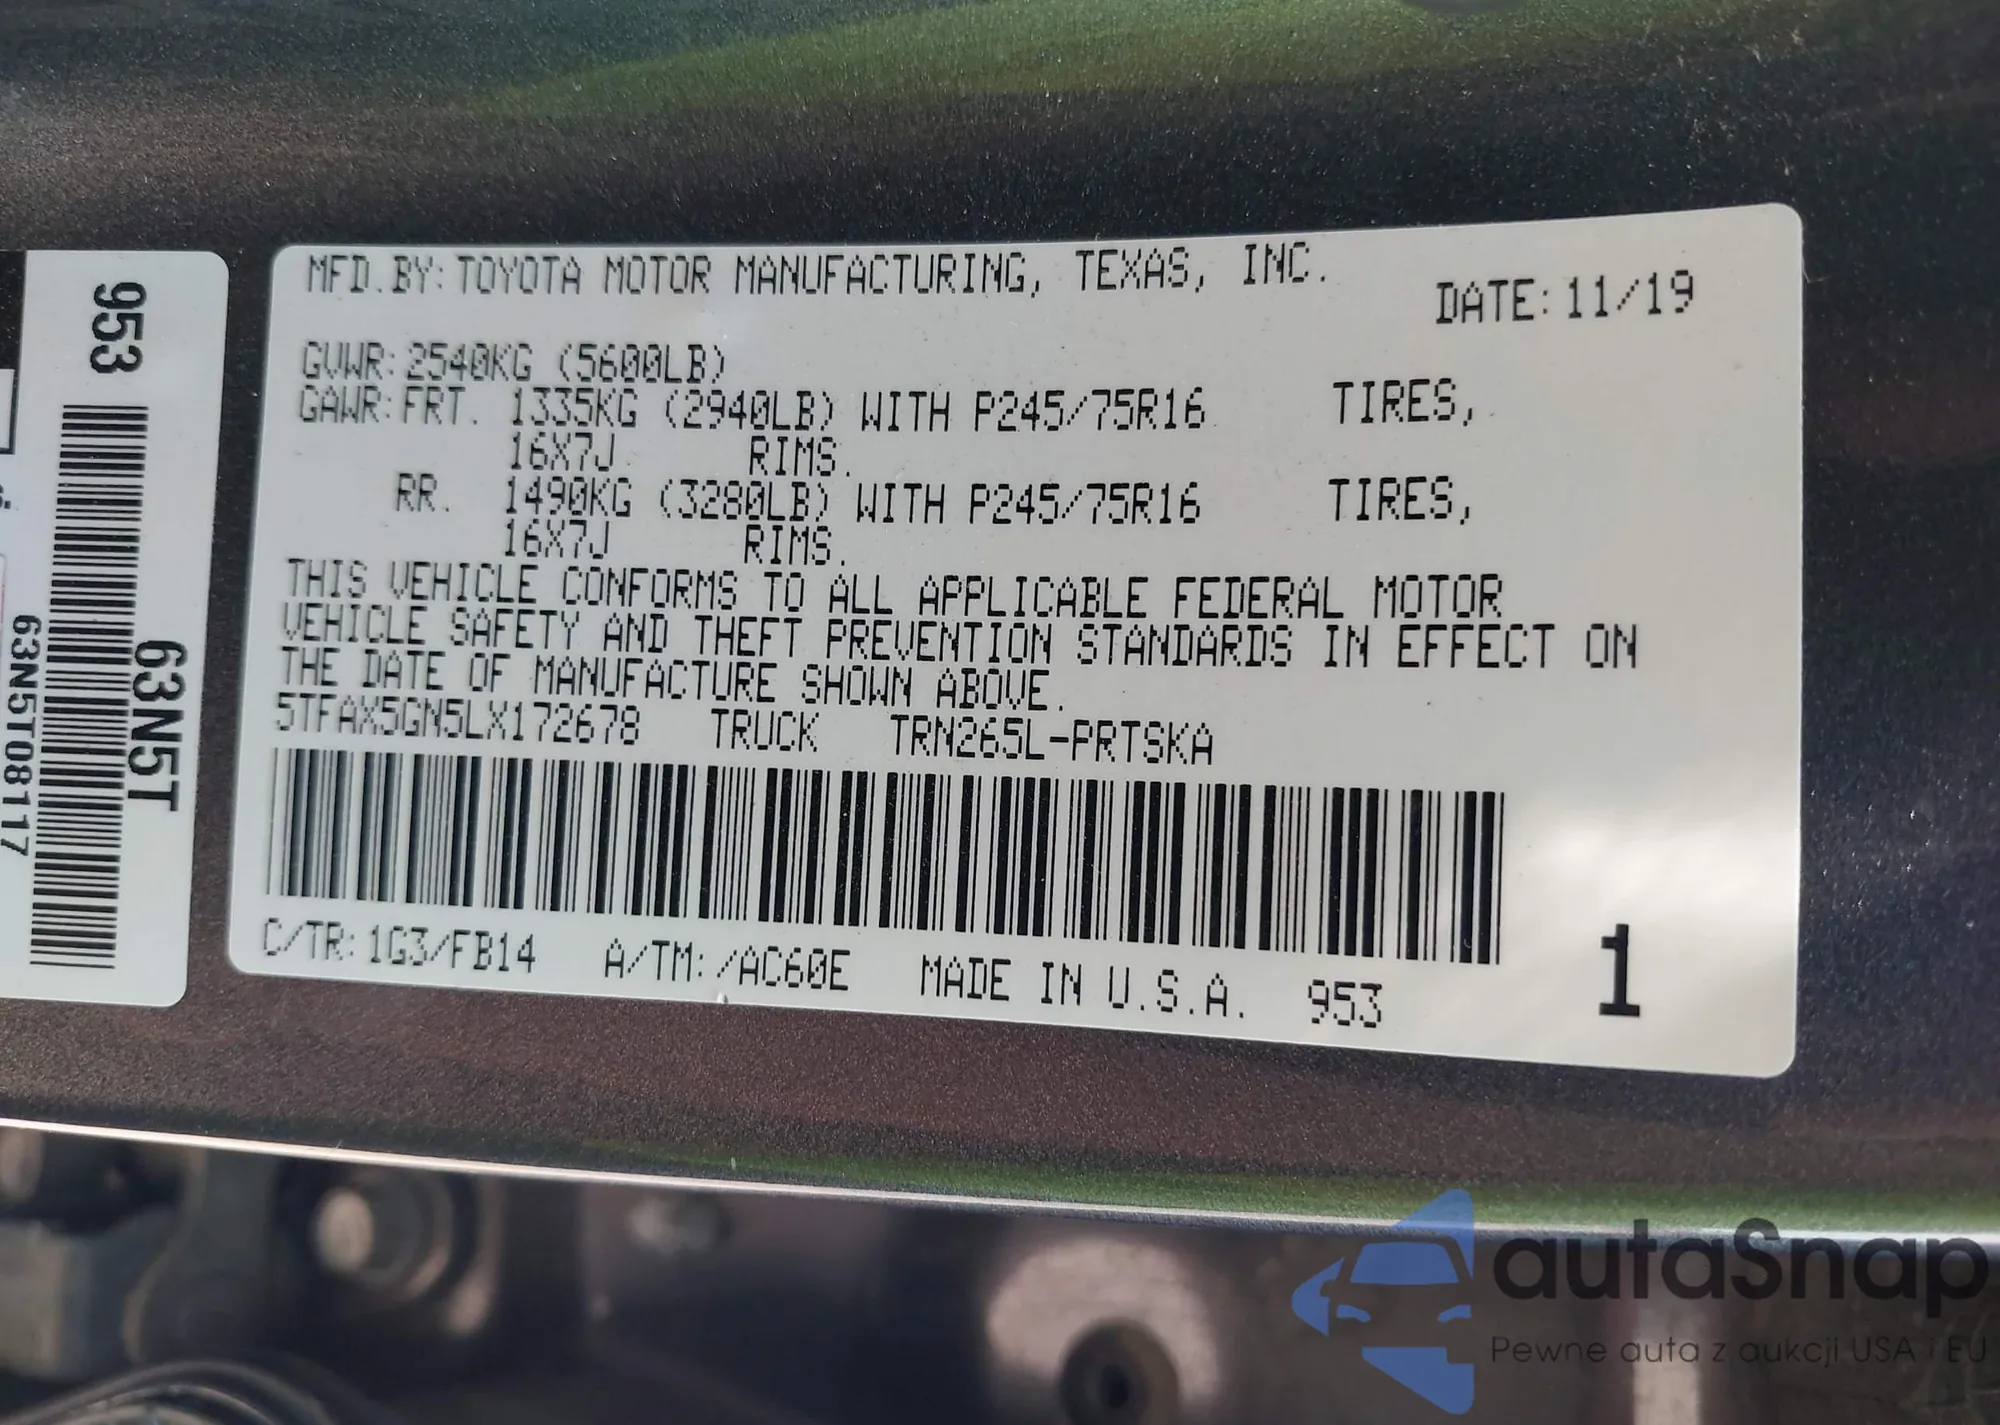 MFD.BY:TOYOTA MOTOR MANUFACTURING, TEXAS, INC.
DATE:11/19
GVWR:2540KG (5600LB)
GAWR:FRT. 1335KG (2940LB) WITH P245/75R16 TIRES,
16X7J RIMS.
RR. 1490KG (3280LB) WITH P245/75R16 TIRES,
16X7J RIMS.
THIS VEHICLE CONFORMS TO ALL APPLICABLE FEDERAL MOTOR
VEHICLE SAFETY AND THEFT PREVENTION STANDARDS IN EFFECT ON
THE DATE OF MANUFACTURE SHOWN ABOVE.
5TFAX5GN5LX172678 TRUCK TRN265L-PRTSKA
C/TR:1G3/FB14 A/TM:/AC60E MADE IN U.S.A. 953
1
953
63N5T
63N5T08117
autaSnap
Pewne auta z aukcji USA i EU